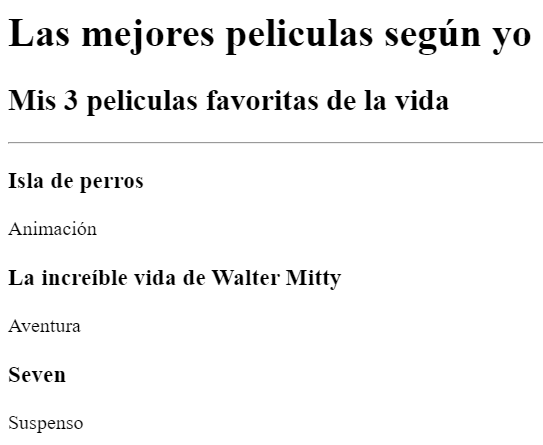 Las mejores peliculas según yo
Mis 3 peliculas favoritas de la vida
Isla de perros
Animación
La increíble vida de Walter Mitty
Aventura
Seven
Suspenso